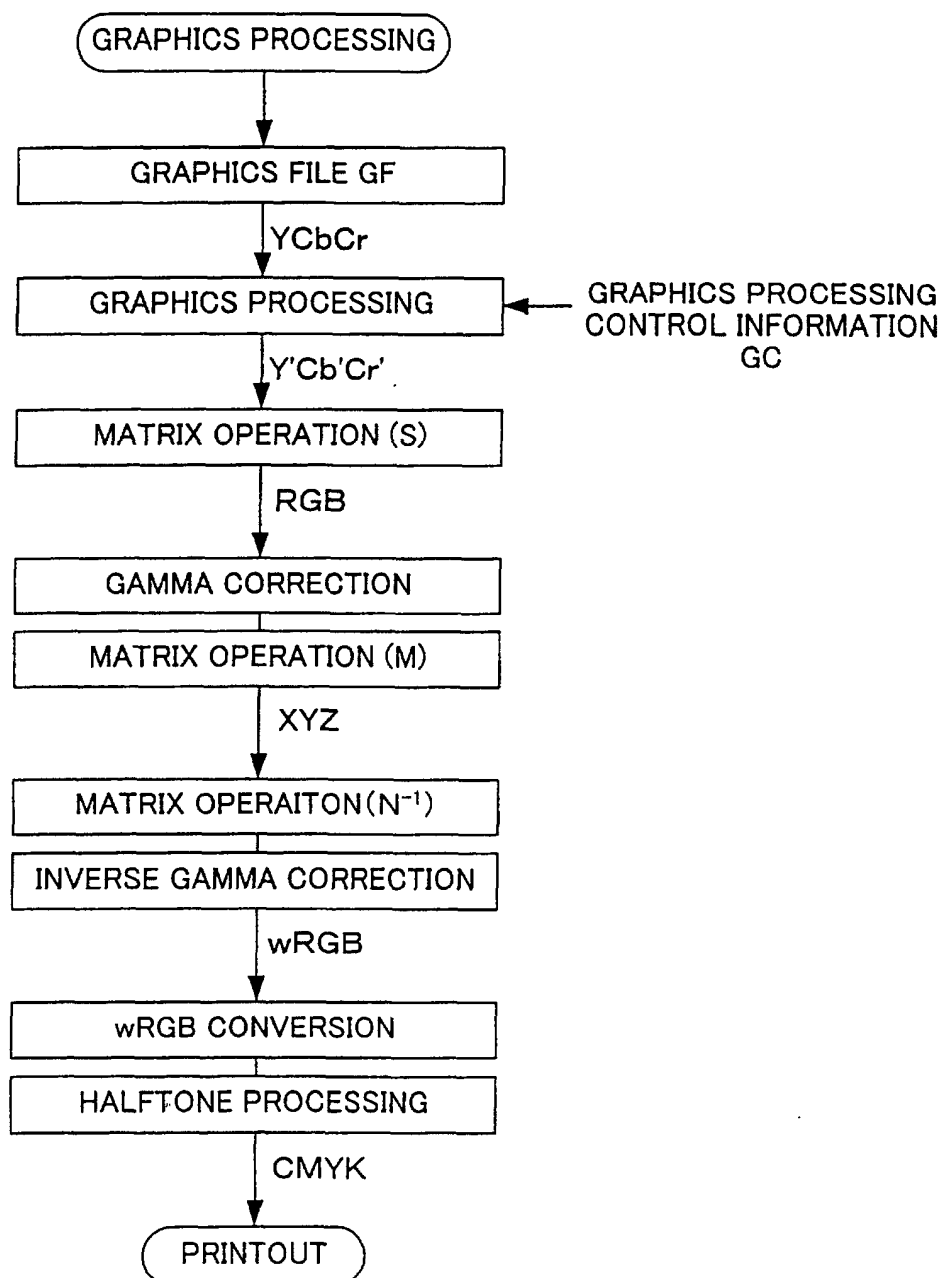 GRAPHICS PROCESSING
GRAPHICS FILE GF
YCbCr
GRAPHICS PROCESSING
GRAPHICS PROCESSING
CONTROL INFORMATION
GC
Y'Cb'Cr'
MATRIX OPERATION (S)
RGB
GAMMA CORRECTION
MATRIX OPERATION (M)
XYZ
MATRIX OPERAITON (N⁻¹)
INVERSE GAMMA CORRECTION
wRGB
wRGB CONVERSION
HALFTONE PROCESSING
CMYK
PRINTOUT